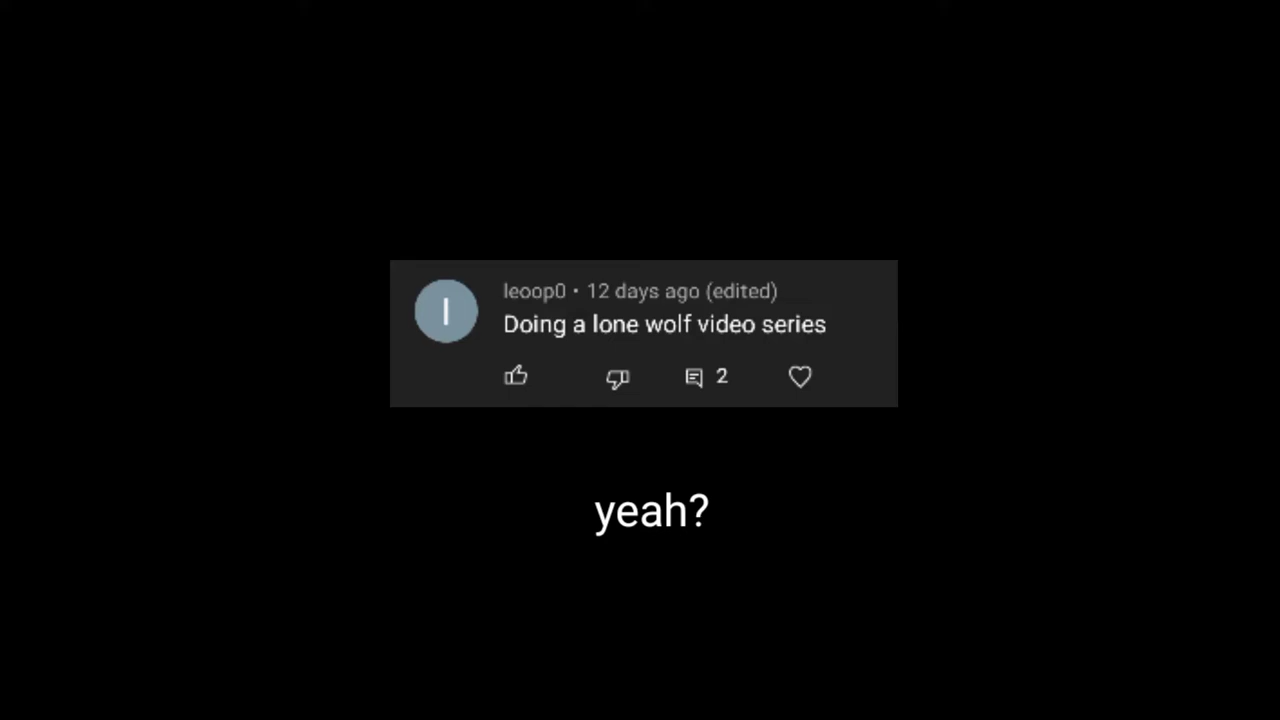 l
leoop0 • 12 days ago (edited)
Doing a lone wolf video series
2
yeah?